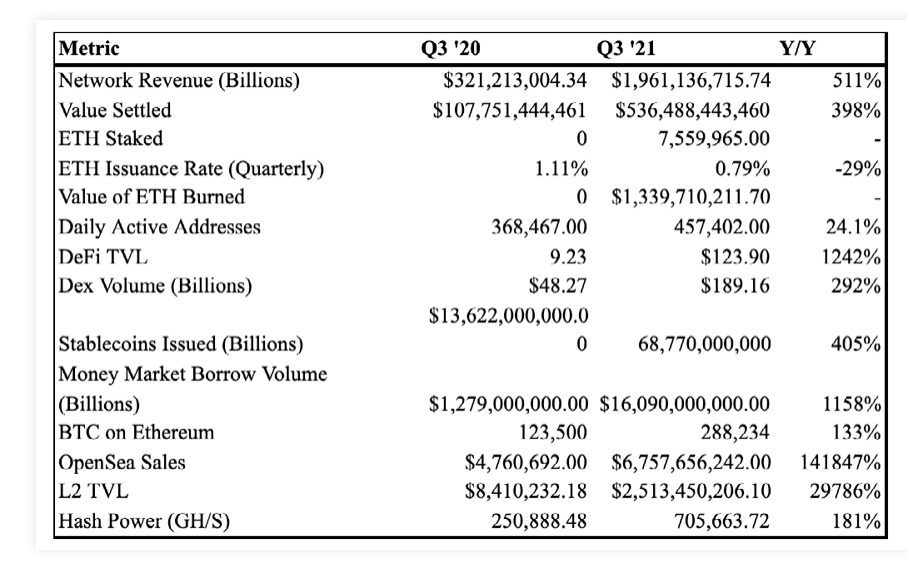 Metric Q3 '20 Q3 '21 Y/Y
Network Revenue (Billions) $321,213,004.34 $1,961,136,715.74 511%
Value Settled $107,751,444,461 $536,488,443,460 398%
ETH Staked 0 7,559,965.00 -
ETH Issuance Rate (Quarterly) 1.11% 0.79% -29%
Value of ETH Burned 0 $1,339,710,211.70 -
Daily Active Addresses 368,467.00 457,402.00 24.1%
DeFi TVL 9.23 $123.90 1242%
Dex Volume (Billions) $48.27 $189.16 292%
$13,622,000,000.0
Stablecoins Issued (Billions) 0 68,770,000,000 405%
Money Market Borrow Volume
(Billions) $1,279,000,000.00 $16,090,000,000.00 1158%
BTC on Ethereum 123,500 288,234 133%
OpenSea Sales $4,760,692.00 $6,757,656,242.00 141847%
L2 TVL $8,410,232.18 $2,513,450,206.10 29786%
Hash Power (GH/S) 250,888.48 705,663.72 181%